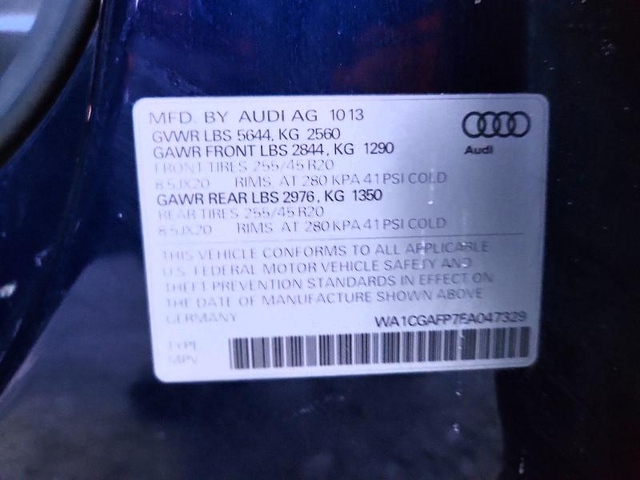 MFD. BY AUDI AG 10 13
GVWR LBS 5644, KG 2560
GAWR FRONT LBS 2844, KG 1290
FRONT TIRES 255/45 R20
8.5JX20 RIMS AT 280 KPA 41 PSI COLD
GAWR REAR LBS 2976, KG 1350
REAR TIRES 255/45 R20
8.5JX20 RIMS AT 280 KPA 41 PSI COLD
Audi
THIS VEHICLE CONFORMS TO ALL APPLICABLE
U.S. FEDERAL MOTOR VEHICLE SAFETY AND
THEFT PREVENTION STANDARDS IN EFFECT ON
THE DATE OF MANUFACTURE SHOWN ABOVE
GERMANY WA1CGAFP7EA047329
TYPE
MPV